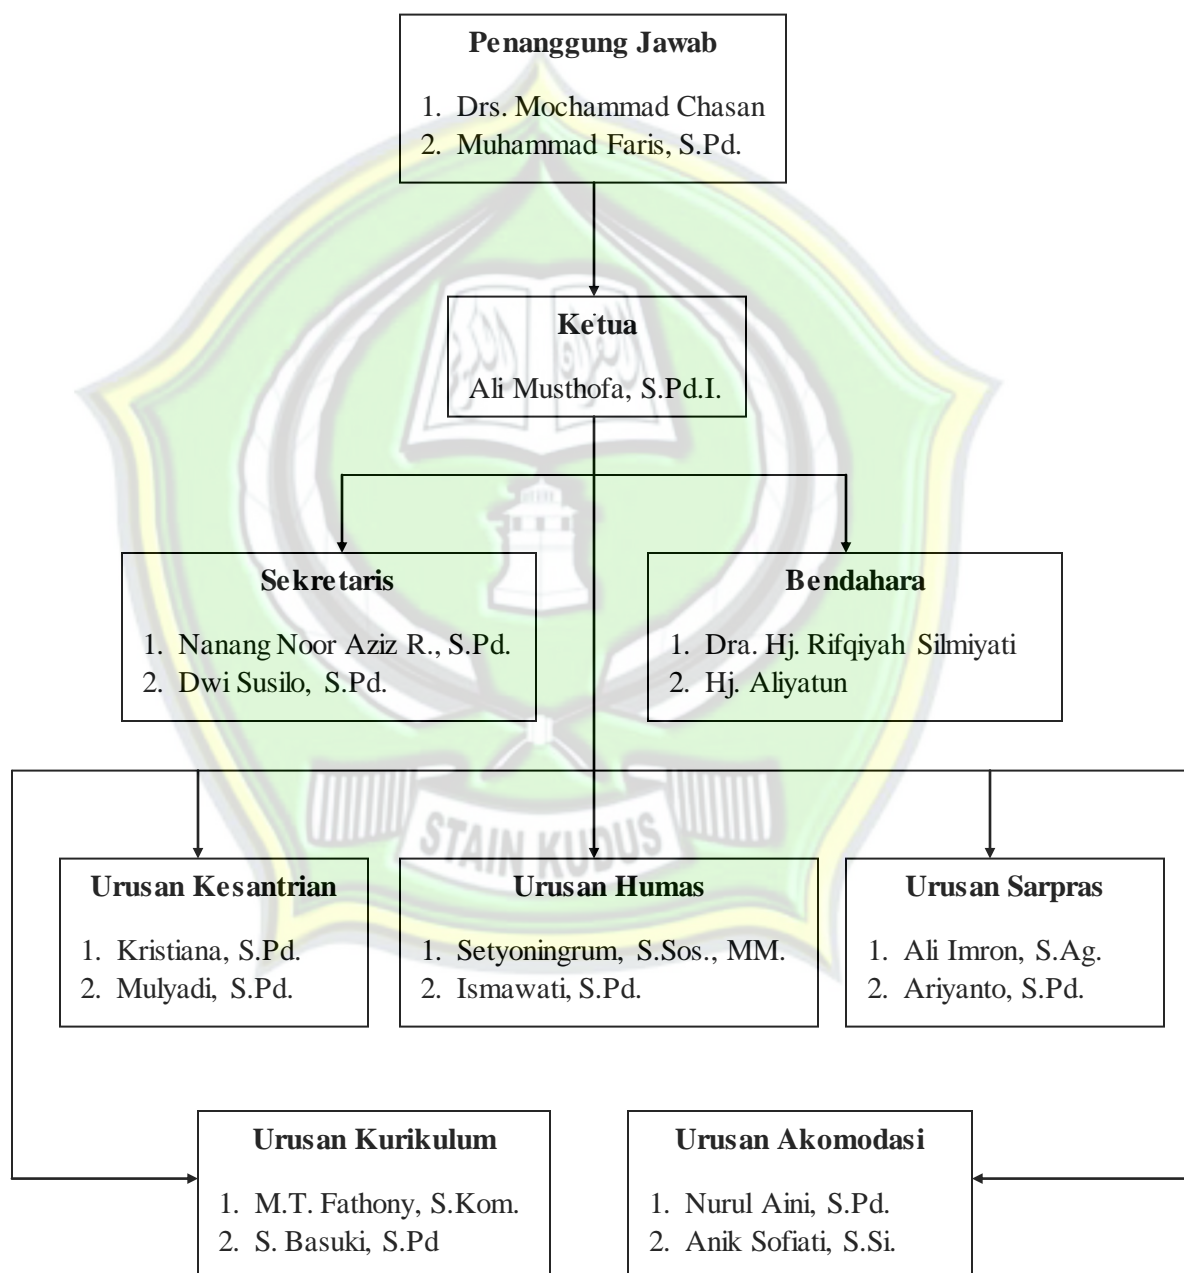 Penanggung Jawab
1. Drs. Mochammad Chasan
2. Muhammad Faris, S.Pd.
Ketua
Ali Musthofa, S.Pd.I.
Sekretaris
1. Nanang Noor Aziz R., S.Pd.
2. Dwi Susilo, S.Pd.
Bendahara
1. Dra. Hj. Rifqiyah Silmiyati
2. Hj. Aliyatun
STAIN KUDUS
Urusan Kesantrian
1. Kristiana, S.Pd.
2. Mulyadi, S.Pd.
Urusan Humas
1. Setyoningrum, S.Sos., MM.
2. Ismawati, S.Pd.
Urusan Sarpras
1. Ali Imron, S.Ag.
2. Ariyanto, S.Pd.
Urusan Kurikulum
1. M.T. Fathony, S.Kom.
2. S. Basuki, S.Pd
Urusan Akomodasi
1. Nurul Aini, S.Pd.
2. Anik Sofiati, S.Si.